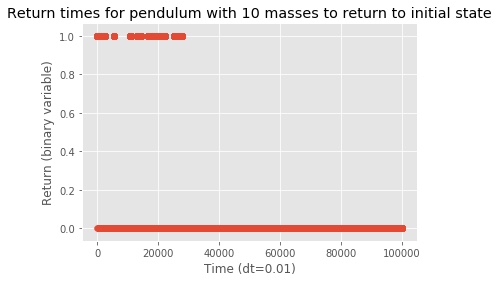 Return times for pendulum with 10 masses to return to initial state
1.0
0.8
0.6
0.4
0.2
0.0
Return (binary variable)
0 20000 40000 60000 80000 100000
Time (dt=0.01)